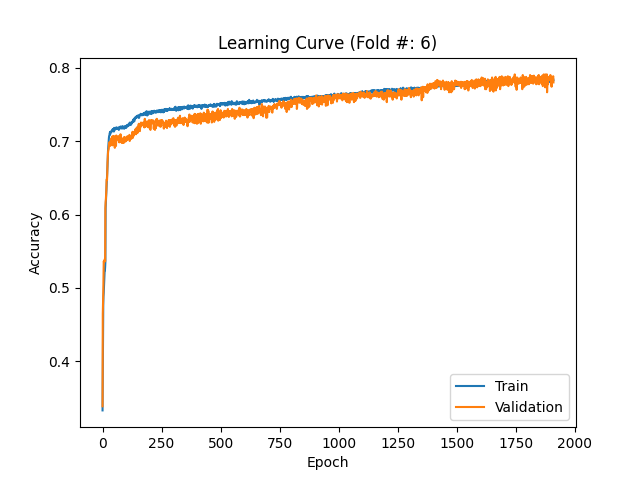 Learning Curve (Fold #: 6)
Accuracy
0.8
0.7
0.6
0.5
0.4
0 250 500 750 1000 1250 1500 1750 2000
Epoch
Train
Validation